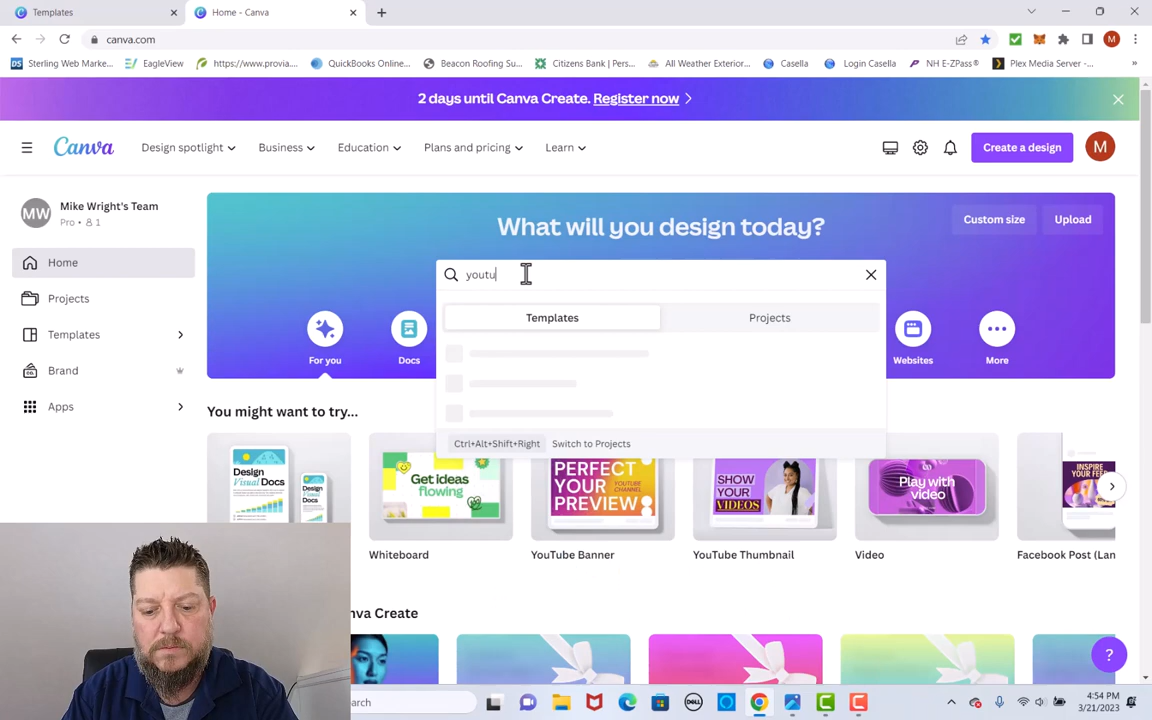 Templates
Home - Canva
canva.com
Sterling Web Marke...
EagleView
https://www.provia...
QuickBooks Online...
Beacon Roofing Su...
Citizens Bank | Pers...
All Weather Exterior...
Casella
Login Casella
NH E-ZPass®
Plex Media Server -...
2 days until Canva Create. Register now
Canva
Design spotlight
Business
Education
Plans and pricing
Learn
Create a design
M
MW
Mike Wright's Team
Pro • 1
Home
Projects
Templates
Brand
Apps
What will you design today?
Custom size
Upload
youtu
Templates
Projects
Ctrl+Alt+Shift+Right
Switch to Projects
For you
Docs
Websites
More
You might want to try...
DESIGN
Visual
Docs
Get ideas
flowing
PERFECT
YOUR
PREVIEW
YOUTUBE
CHANNEL
SHOW
YOUR
VIDEOS
Play with
video
INSPIRE
YOUR FEED
Whiteboard
YouTube Banner
YouTube Thumbnail
Video
Facebook Post (Lan
nva Create
?
earch
DELL
4:54 PM
3/21/2023